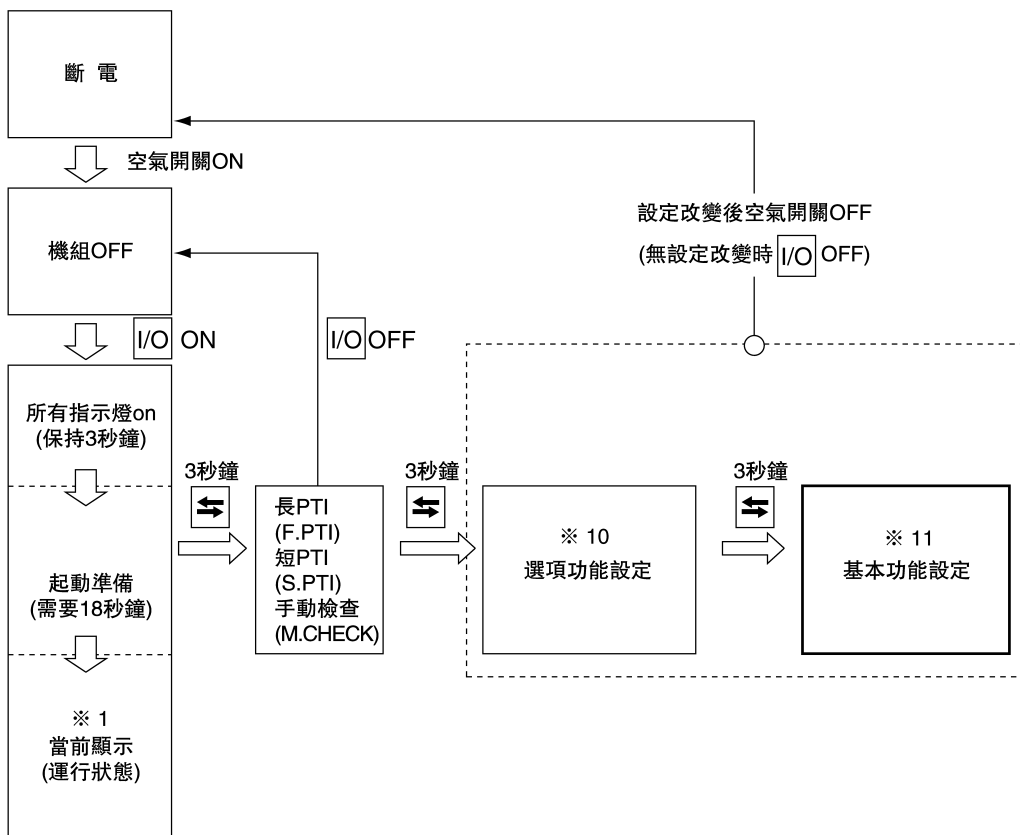 斷 電
空氣開關ON
機組OFF
I/O ON
所有指示燈on
(保持3秒鐘)
起動準備
(需要18秒鐘)
※ 1
當前顯示
(運行狀態)
3秒鐘
I/O OFF
長PTI
(F.PTI)
短PTI
(S.PTI)
手動檢查
(M.CHECK)
3秒鐘
設定改變後空氣開關OFF
(無設定改變時 I/O OFF)
※ 10
選項功能設定
3秒鐘
※ 11
基本功能設定